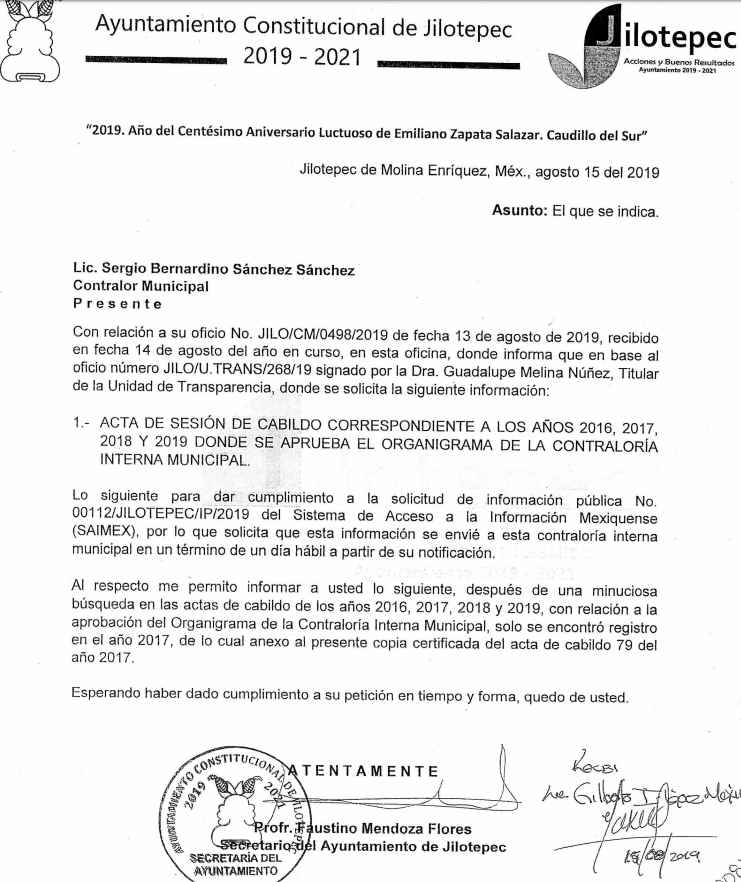 Ayuntamiento Constitucional de Jilotepec
2019 - 2021
Jilotepec
Acciones y Buenos Resultados
Ayuntamiento 2019 - 2021
"2019. Año del Centésimo Aniversario Luctuoso de Emiliano Zapata Salazar. Caudillo del Sur"
Jilotepec de Molina Enríquez, Méx., agosto 15 del 2019
Asunto: El que se indica.
Lic. Sergio Bernardino Sánchez Sánchez
Contralor Municipal
P r e s e n t e
Con relación a su oficio No. JILO/CM/0498/2019 de fecha 13 de agosto de 2019, recibido
en fecha 14 de agosto del año en curso, en esta oficina, donde informa que en base al
oficio número JILO/U.TRANS/268/19 signado por la Dra. Guadalupe Melina Núñez, Titular
de la Unidad de Transparencia, donde se solicita la siguiente información:
1.- ACTA DE SESIÓN DE CABILDO CORRESPONDIENTE A LOS AÑOS 2016, 2017,
2018 Y 2019 DONDE SE APRUEBA EL ORGANIGRAMA DE LA CONTRALORÍA
INTERNA MUNICIPAL.
Lo siguiente para dar cumplimiento a la solicitud de información pública No.
00112/JILOTEPEC/IP/2019 del Sistema de Acceso a la Información Mexiquense
(SAIMEX), por lo que solicita que esta información se envié a esta contraloría interna
municipal en un término de un día hábil a partir de su notificación.
Ayuntamiento 2019 - 2021
Al respecto me permito informar a usted lo siguiente, después de una minuciosa
búsqueda en las actas de cabildo de los años 2016, 2017, 2018 y 2019, con relación a la
aprobación del Organigrama de la Contraloría Interna Municipal, solo se encontró registro
en el año 2017, de lo cual anexo al presente copia certificada del acta de cabildo 79 del
año 2017.
Esperando haber dado cumplimiento a su petición en tiempo y forma, quedo de usted.
A T E N T A M E N T E
Profr. Faustino Mendoza Flores
Secretario del Ayuntamiento de Jilotepec
AYUNTAMIENTO CONSTITUCIONAL DE JILOTEPEC
2019 2021
SECRETARÍA DEL
AYUNTAMIENTO
Recibi
Lic. Gilberto I. López
15/08/2019